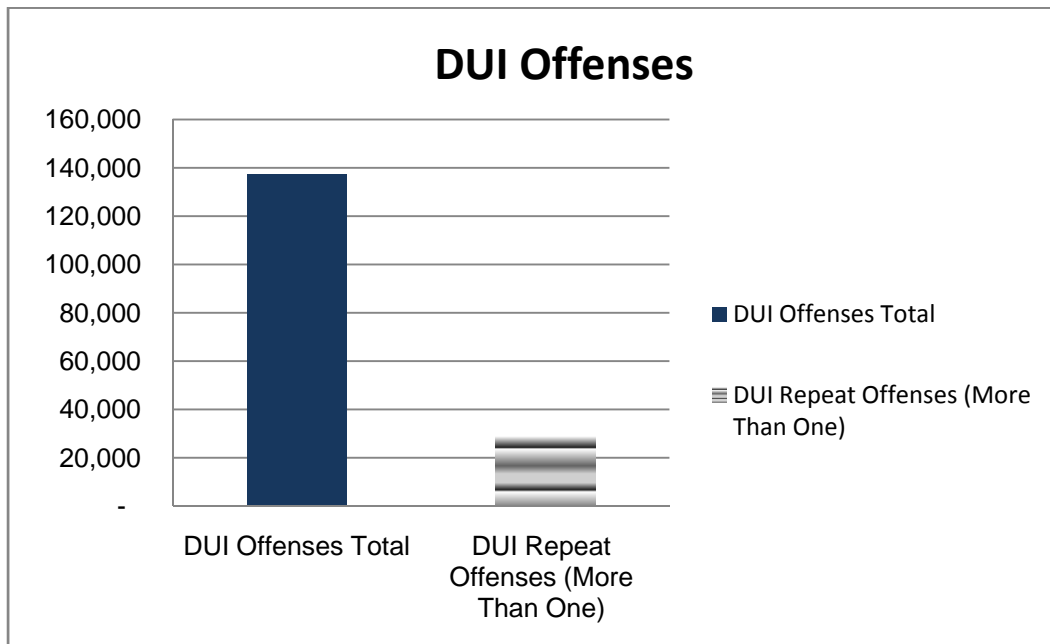 DUI Offenses
160,000
140,000
120,000
100,000
80,000
60,000
40,000
20,000
-
DUI Offenses Total
DUI Repeat
Offenses (More
Than One)
DUI Offenses Total
DUI Repeat Offenses (More
Than One)